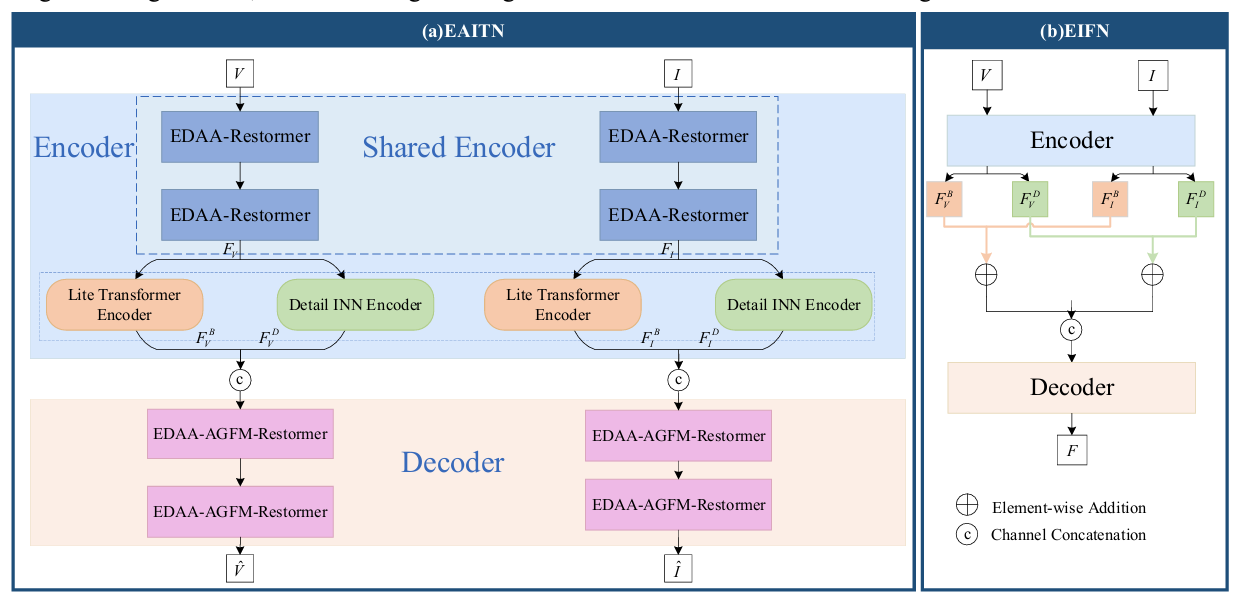 (a)EAITN
V
I
Encoder
Shared Encoder
EDAA-Restormer
EDAA-Restormer
EDAA-Restormer
EDAA-Restormer
F_V
F_I
Lite Transformer
Encoder
Detail INN Encoder
Lite Transformer
Encoder
Detail INN Encoder
F_V^B
F_V^D
F_I^B
F_I^D
c
c
EDAA-AGFM-Restormer
EDAA-AGFM-Restormer
Decoder
EDAA-AGFM-Restormer
EDAA-AGFM-Restormer
V̂
Î
(b)EIFN
V
I
Encoder
F_V^B
F_V^D
F_I^B
F_I^D
c
Decoder
F
Element-wise Addition
c
Channel Concatenation